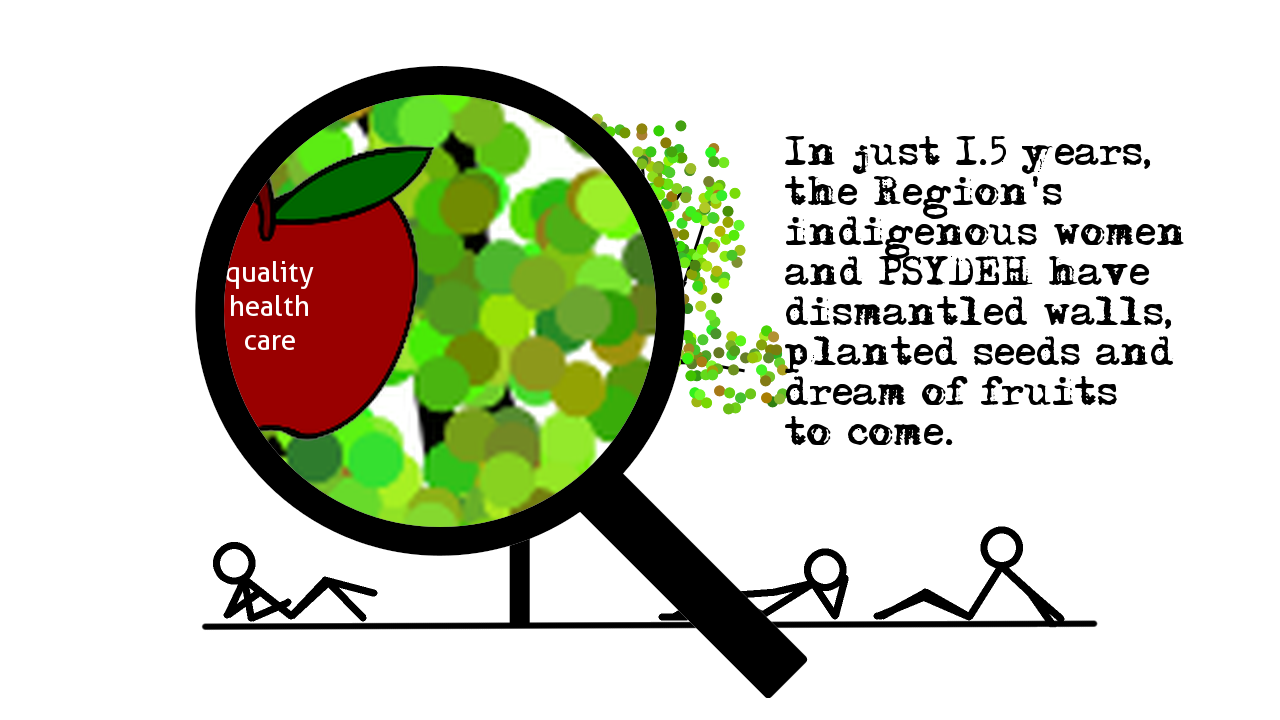 quality
health
care
In just 1.5 years,
the Region's
indigenous women
and PSYDEH have
dismantled walls,
planted seeds and
dream of fruits
to come.